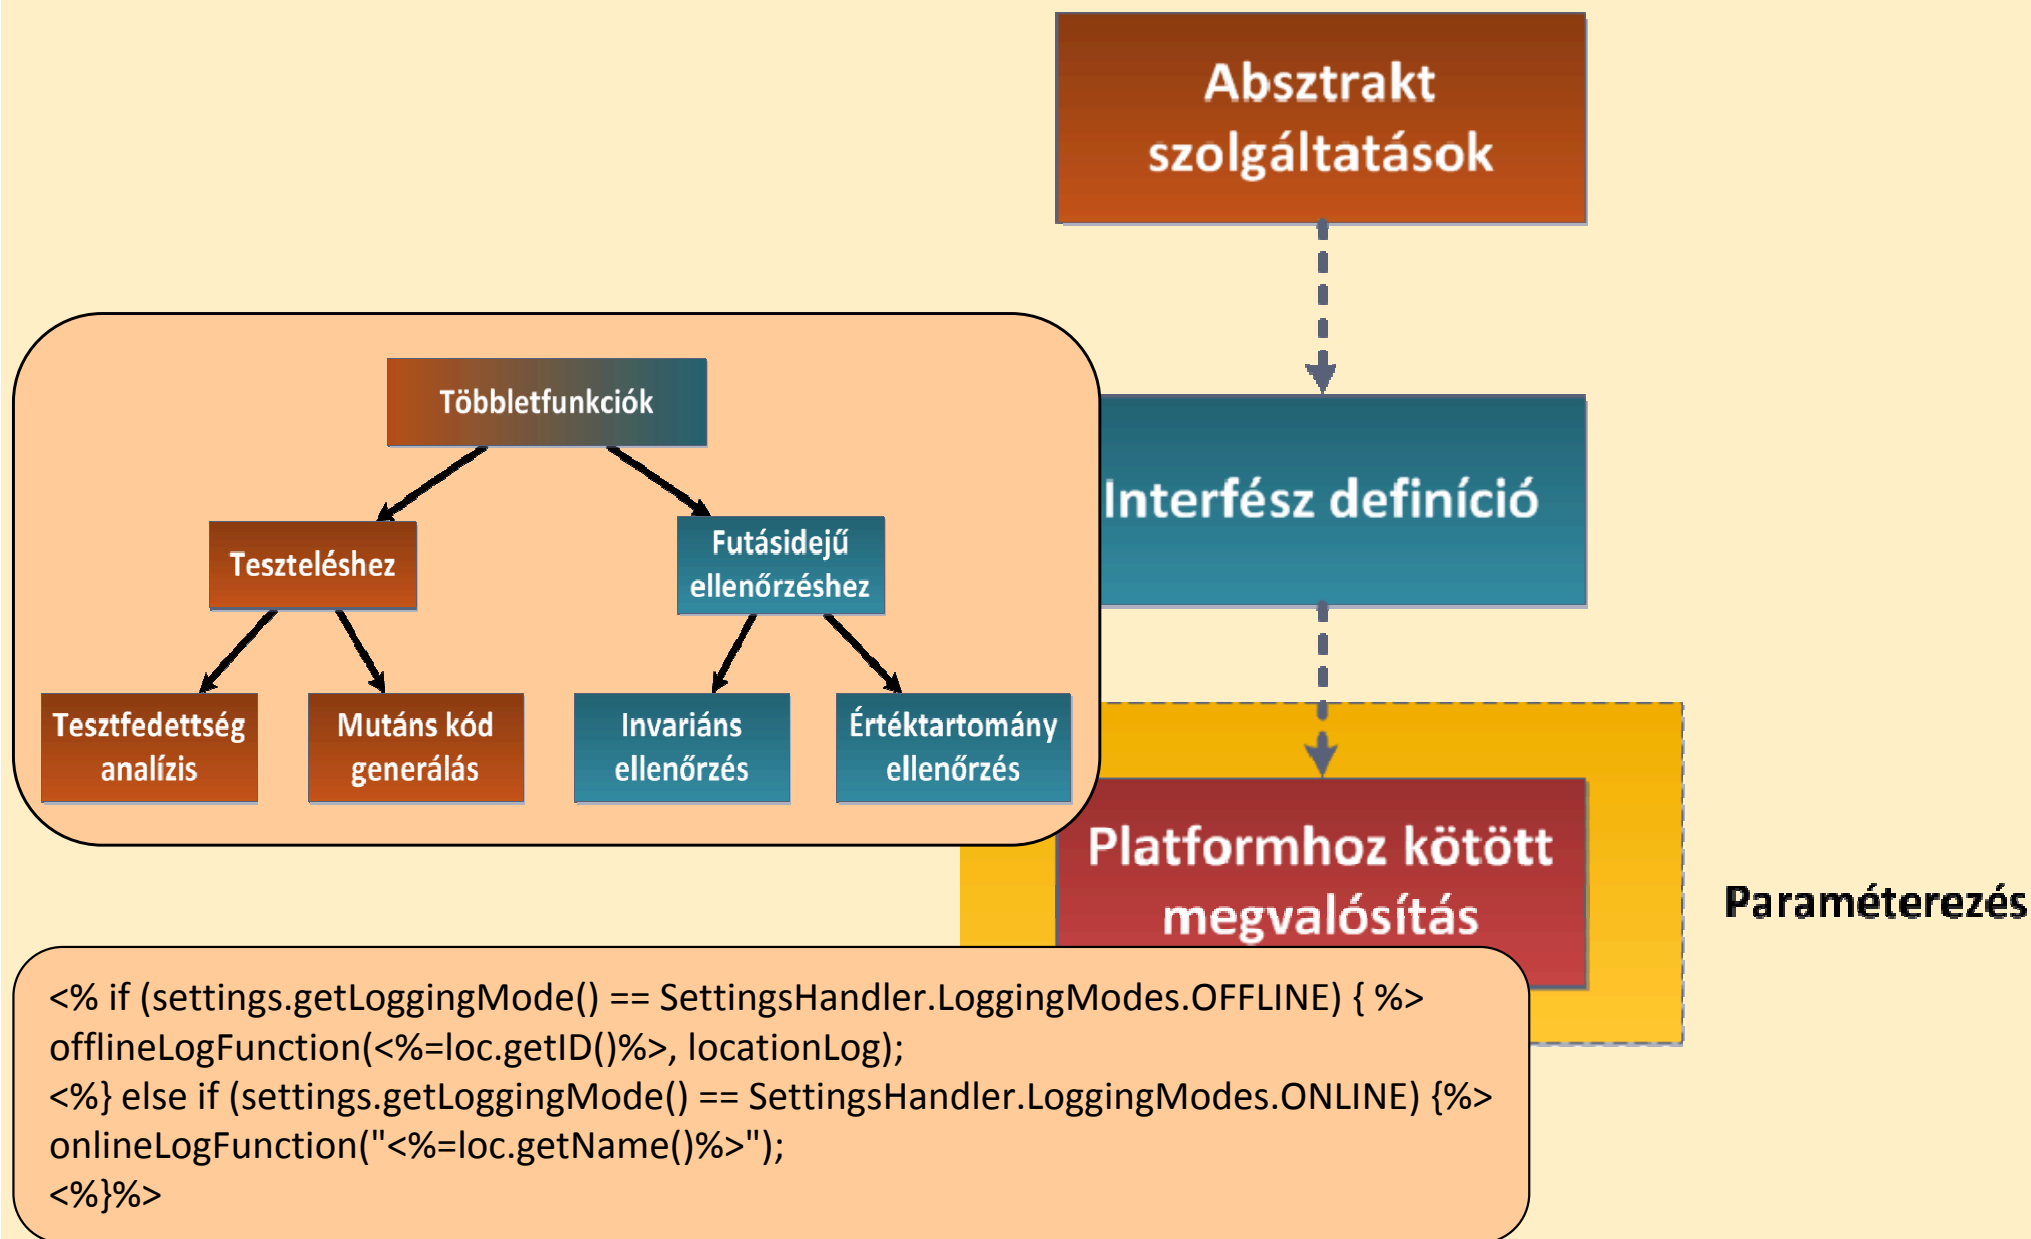 Absztrakt
szolgáltatások
Többletfunkciók
Interfész definíció
Teszteléshez
Futásidejű
ellenőrzéshez
Tesztfedettség
analízis
Mutáns kód
generálás
Invariáns
ellenőrzés
Értéktartomány
ellenőrzés
Platformhoz kötött
megvalósítás
Paraméterezés
<% if (settings.getLoggingMode() == SettingsHandler.LoggingModes.OFFLINE) { %>
offlineLogFunction(<%=loc.getID()%>, locationLog);
<%} else if (settings.getLoggingMode() == SettingsHandler.LoggingModes.ONLINE) {%>
onlineLogFunction("<%=loc.getName()%>");
<%}%>